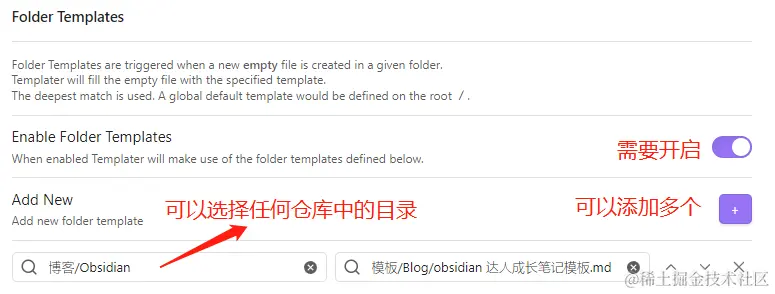 Folder Templates
Folder Templates are triggered when a new empty file is created in a given folder.
Templater will fill the empty file with the specified template.
The deepest match is used. A global default template would be defined on the root / .
Enable Folder Templates
When enabled Templater will make use of the folder templates defined below.
需要开启
Add New
Add new folder template
可以选择任何仓库中的目录
可以添加多个
+
博客/Obsidian
模板/Blog/obsidian 达人成长笔记模板.md
@稀土掘金技术社区